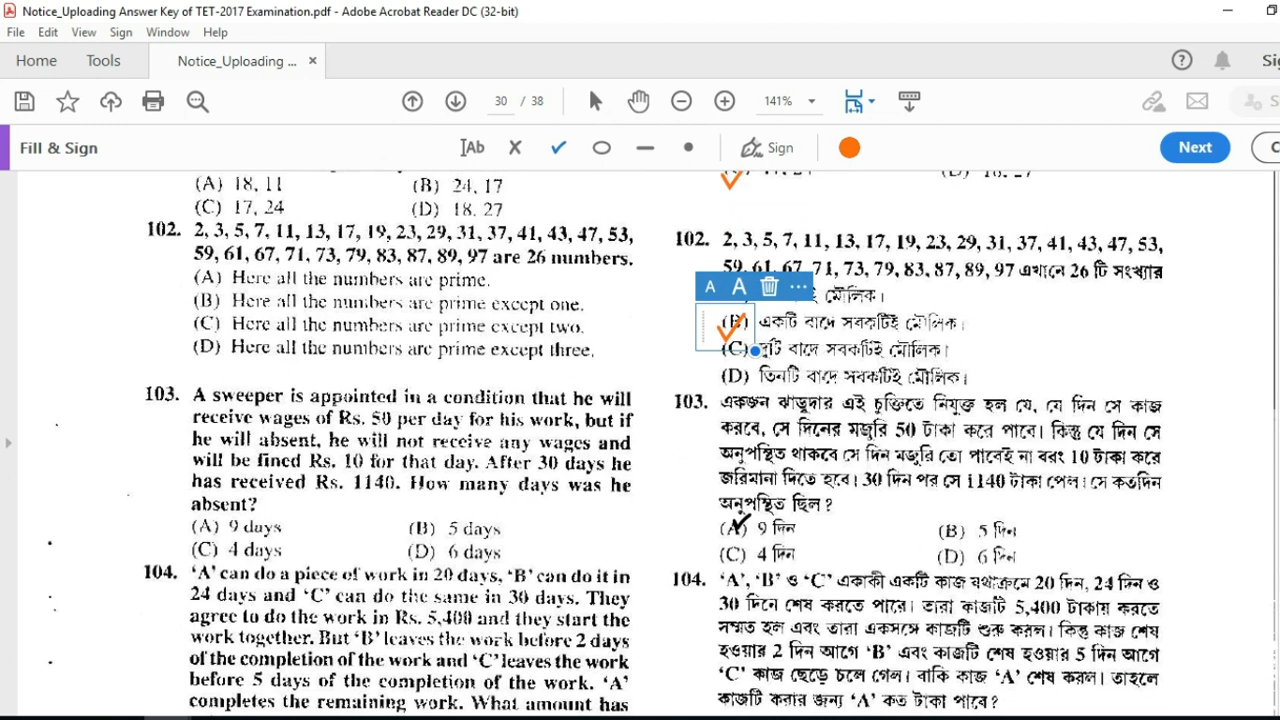 Notice_Uploading Answer Key of TET-2017 Examination.pdf - Adobe Acrobat Reader DC (32-bit)
File Edit View Sign Window Help
Home Tools Notice_Uploading ... ×
30 / 38 141%
Fill & Sign Ab Sign Next
(A) 18, 11 (B) 24, 17
(C) 17, 24 (D) 18, 27
102. 2, 3, 5, 7, 11, 13, 17, 19, 23, 29, 31, 37, 41, 43, 47, 53,
59, 61, 67, 71, 73, 79, 83, 87, 89, 97 are 26 numbers.
(A) Here all the numbers are prime.
(B) Here all the numbers are prime except one.
(C) Here all the numbers are prime except two.
(D) Here all the numbers are prime except three.
103. A sweeper is appointed in a condition that he will
receive wages of Rs. 50 per day for his work, but if
he will absent, he will not receive any wages and
will be fined Rs. 10 for that day. After 30 days he
has received Rs. 1140. How many days was he
absent?
(A) 9 days (B) 5 days
(C) 4 days (D) 6 days
104. ‘A’ can do a piece of work in 20 days, ‘B’ can do it in
24 days and ‘C’ can do the same in 30 days. They
agree to do the work in Rs. 5,400 and they start the
work together. But ‘B’ leaves the work before 2 days
of the completion of the work and ‘C’ leaves the work
before 5 days of the completion of the work. ‘A’
completes the remaining work. What amount has
102. 2, 3, 5, 7, 11, 13, 17, 19, 23, 29, 31, 37, 41, 43, 47, 53,
59, 61, 67, 71, 73, 79, 83, 87, 89, 97 এখানে 26 টি সংখ্যার
A A
মৌলিক।
(B) একটি বাদে সবকটিই মৌলিক।
(C) দুটি বাদে সবকটিই মৌলিক।
(D) তিনটি বাদে সবকটিই মৌলিক।
103. একজন ঝাড়ুদার এই চুক্তিতে নিযুক্ত হল যে, যে দিন সে কাজ
করবে, সে দিনের মজুরি 50 টাকা করে পাবে। কিন্তু যে দিন সে
অনুপস্থিত থাকবে সে দিন মজুরি তো পাবেই না বরং 10 টাকা করে
জরিমানা দিতে হবে। 30 দিন পর সে 1140 টাকা পেল। সে কতদিন
অনুপস্থিত ছিল?
(A) 9 দিন (B) 5 দিন
(C) 4 দিন (D) 6 দিন
104. ‘A’, ‘B’ ও ‘C’ একাকী একটি কাজ যথাক্রমে 20 দিন, 24 দিন ও
30 দিনে শেষ করতে পারে। তারা কাজটি 5,400 টাকায় করতে
সম্মত হল এবং তারা একসঙ্গে কাজটি শুরু করল। কিন্তু কাজ শেষ
হওয়ার 2 দিন আগে ‘B’ এবং কাজটি শেষ হওয়ার 5 দিন আগে
‘C’ কাজ ছেড়ে চলে গেল। বাকি কাজ ‘A’ শেষ করল। তাহলে
কাজটি করার জন্য ‘A’ কত টাকা পাবে?